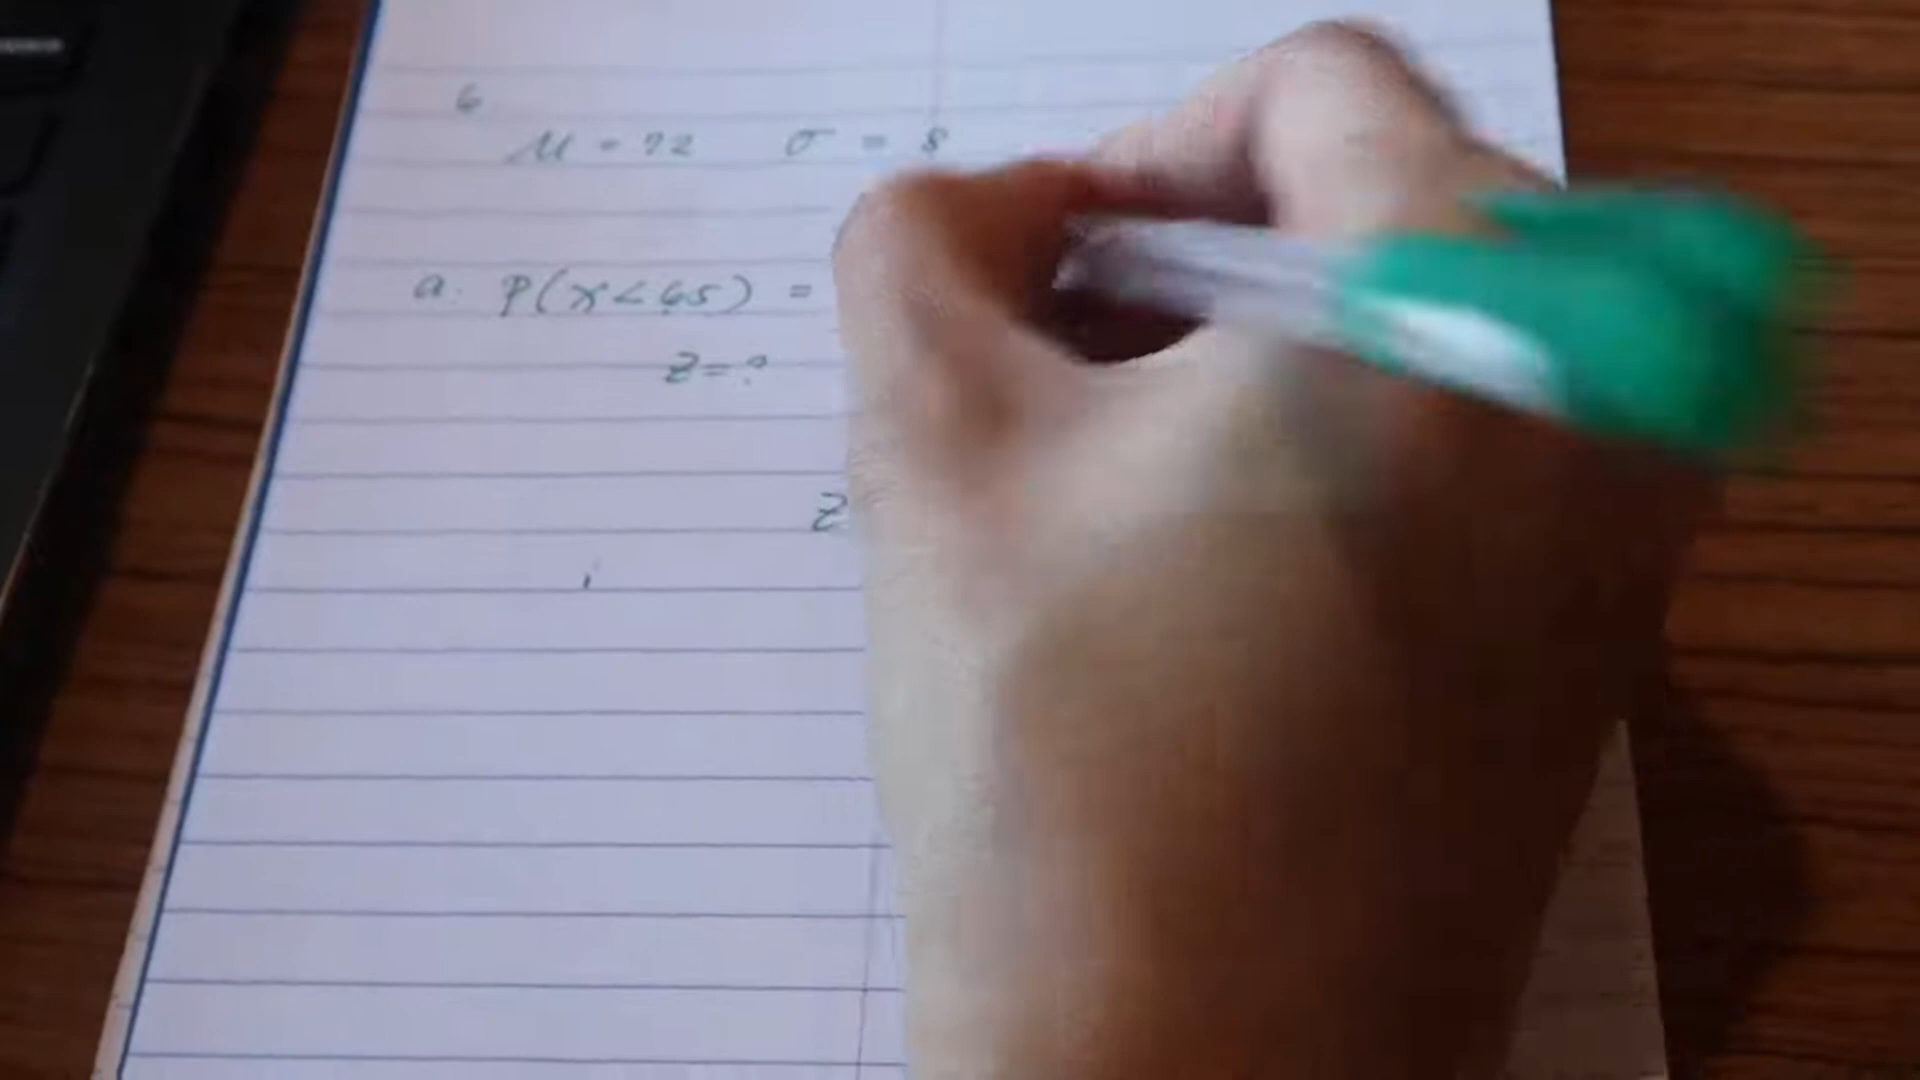 6
μ = 72 σ = 8
a. P(x<65) =
z=?
z